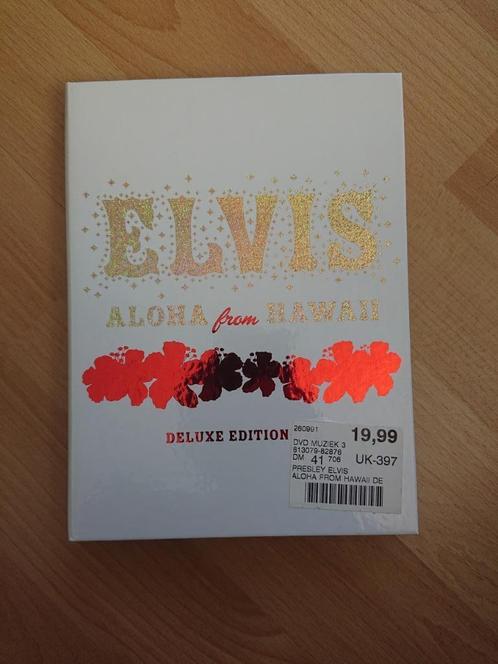 ELVIS
ALOHA from HAWAII
DELUXE EDITION
260991
19,99
DVD MUZIEK 3
813079-82876
DM 41 706
UK-397
PRESLEY ELVIS
ALOHA FROM HAWAII DE